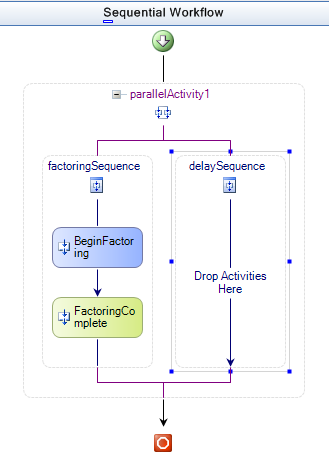 Sequential Workflow
parallelActivity1
factoringSequence
delaySequence
BeginFactor
ing
Drop Activities
Here
FactoringCo
mplete